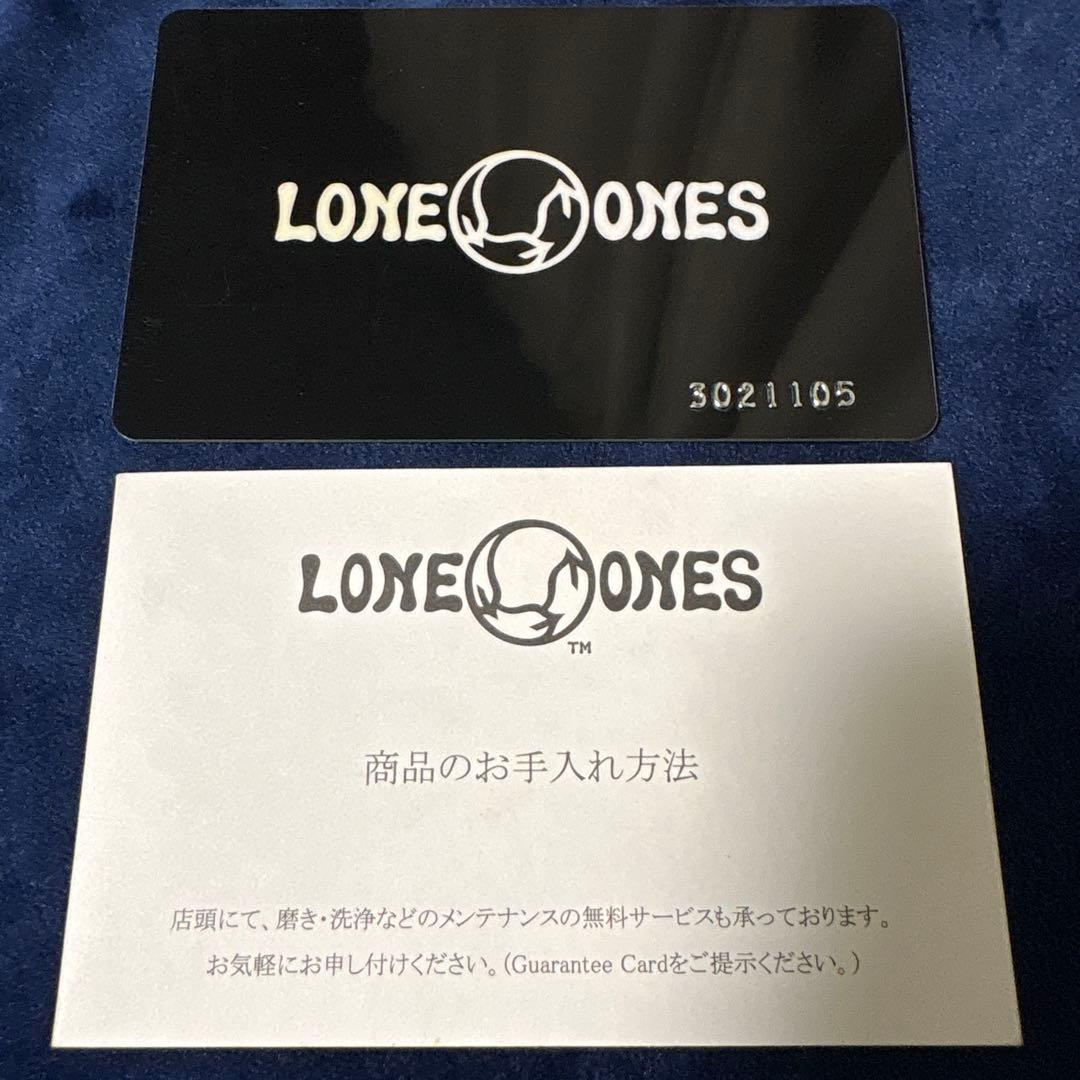 LONE ONES
3021105
LONE ONES
TM
商品のお手入れ方法
店頭にて、磨き・洗浄などのメンテナンスの無料サービスも承っております。
お気軽にお申し付けください。(Guarantee Cardをご提示ください。)